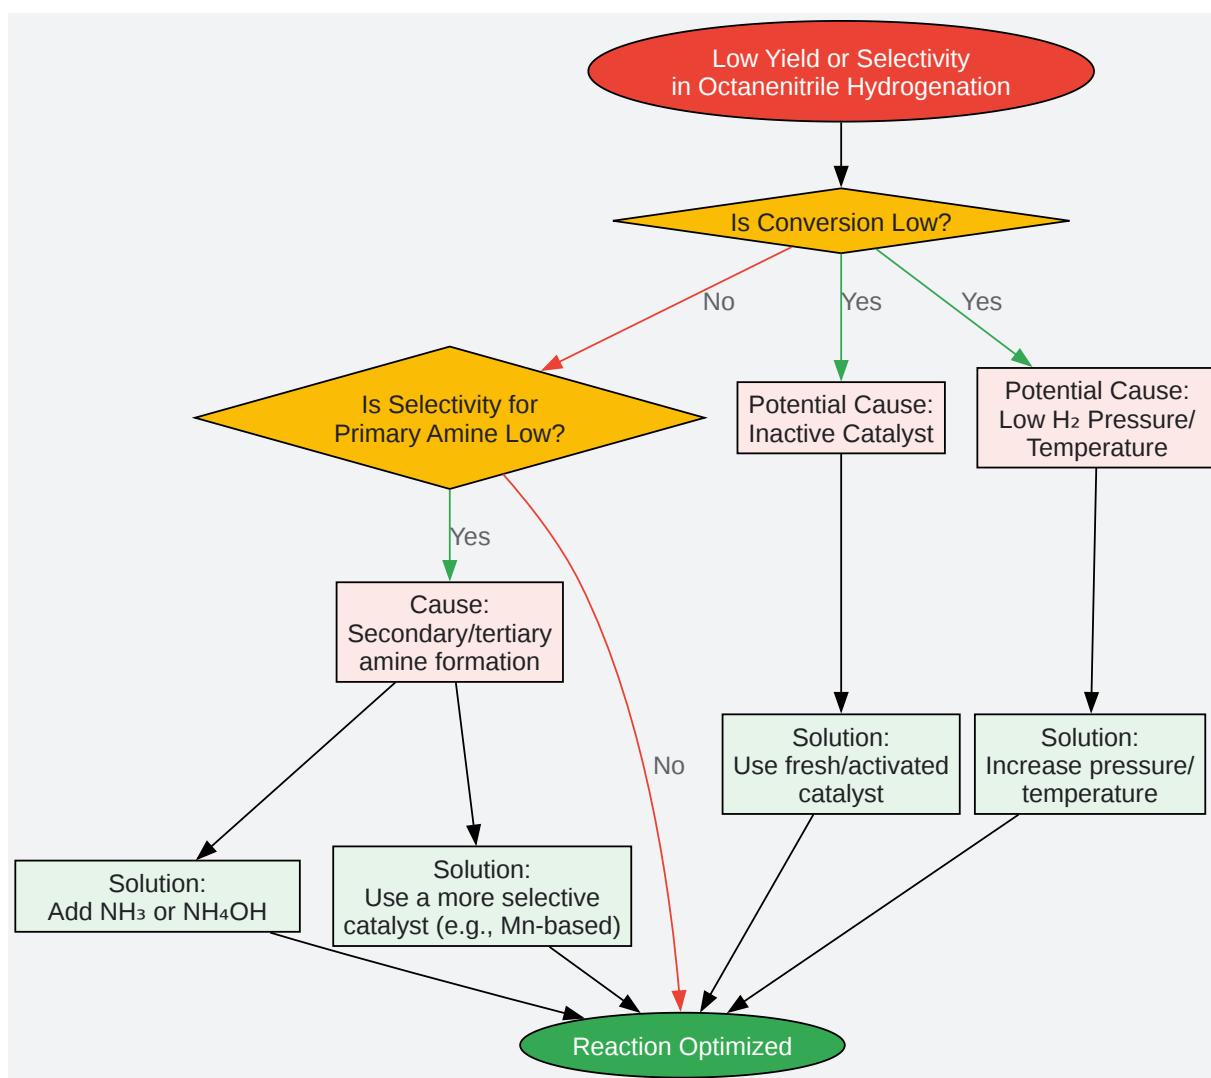 Low Yield or Selectivity
in Octanenitrile Hydrogenation
Is Conversion Low?
No
Yes
Yes
Is Selectivity for
Primary Amine Low?
Potential Cause:
Inactive Catalyst
Potential Cause:
Low H₂ Pressure/
Temperature
Yes
Cause:
Secondary/tertiary
amine formation
No
Solution:
Use fresh/activated
catalyst
Solution:
Increase pressure/
temperature
Solution:
Add NH₃ or NH₄OH
Solution:
Use a more selective
catalyst (e.g., Mn-based)
Reaction Optimized